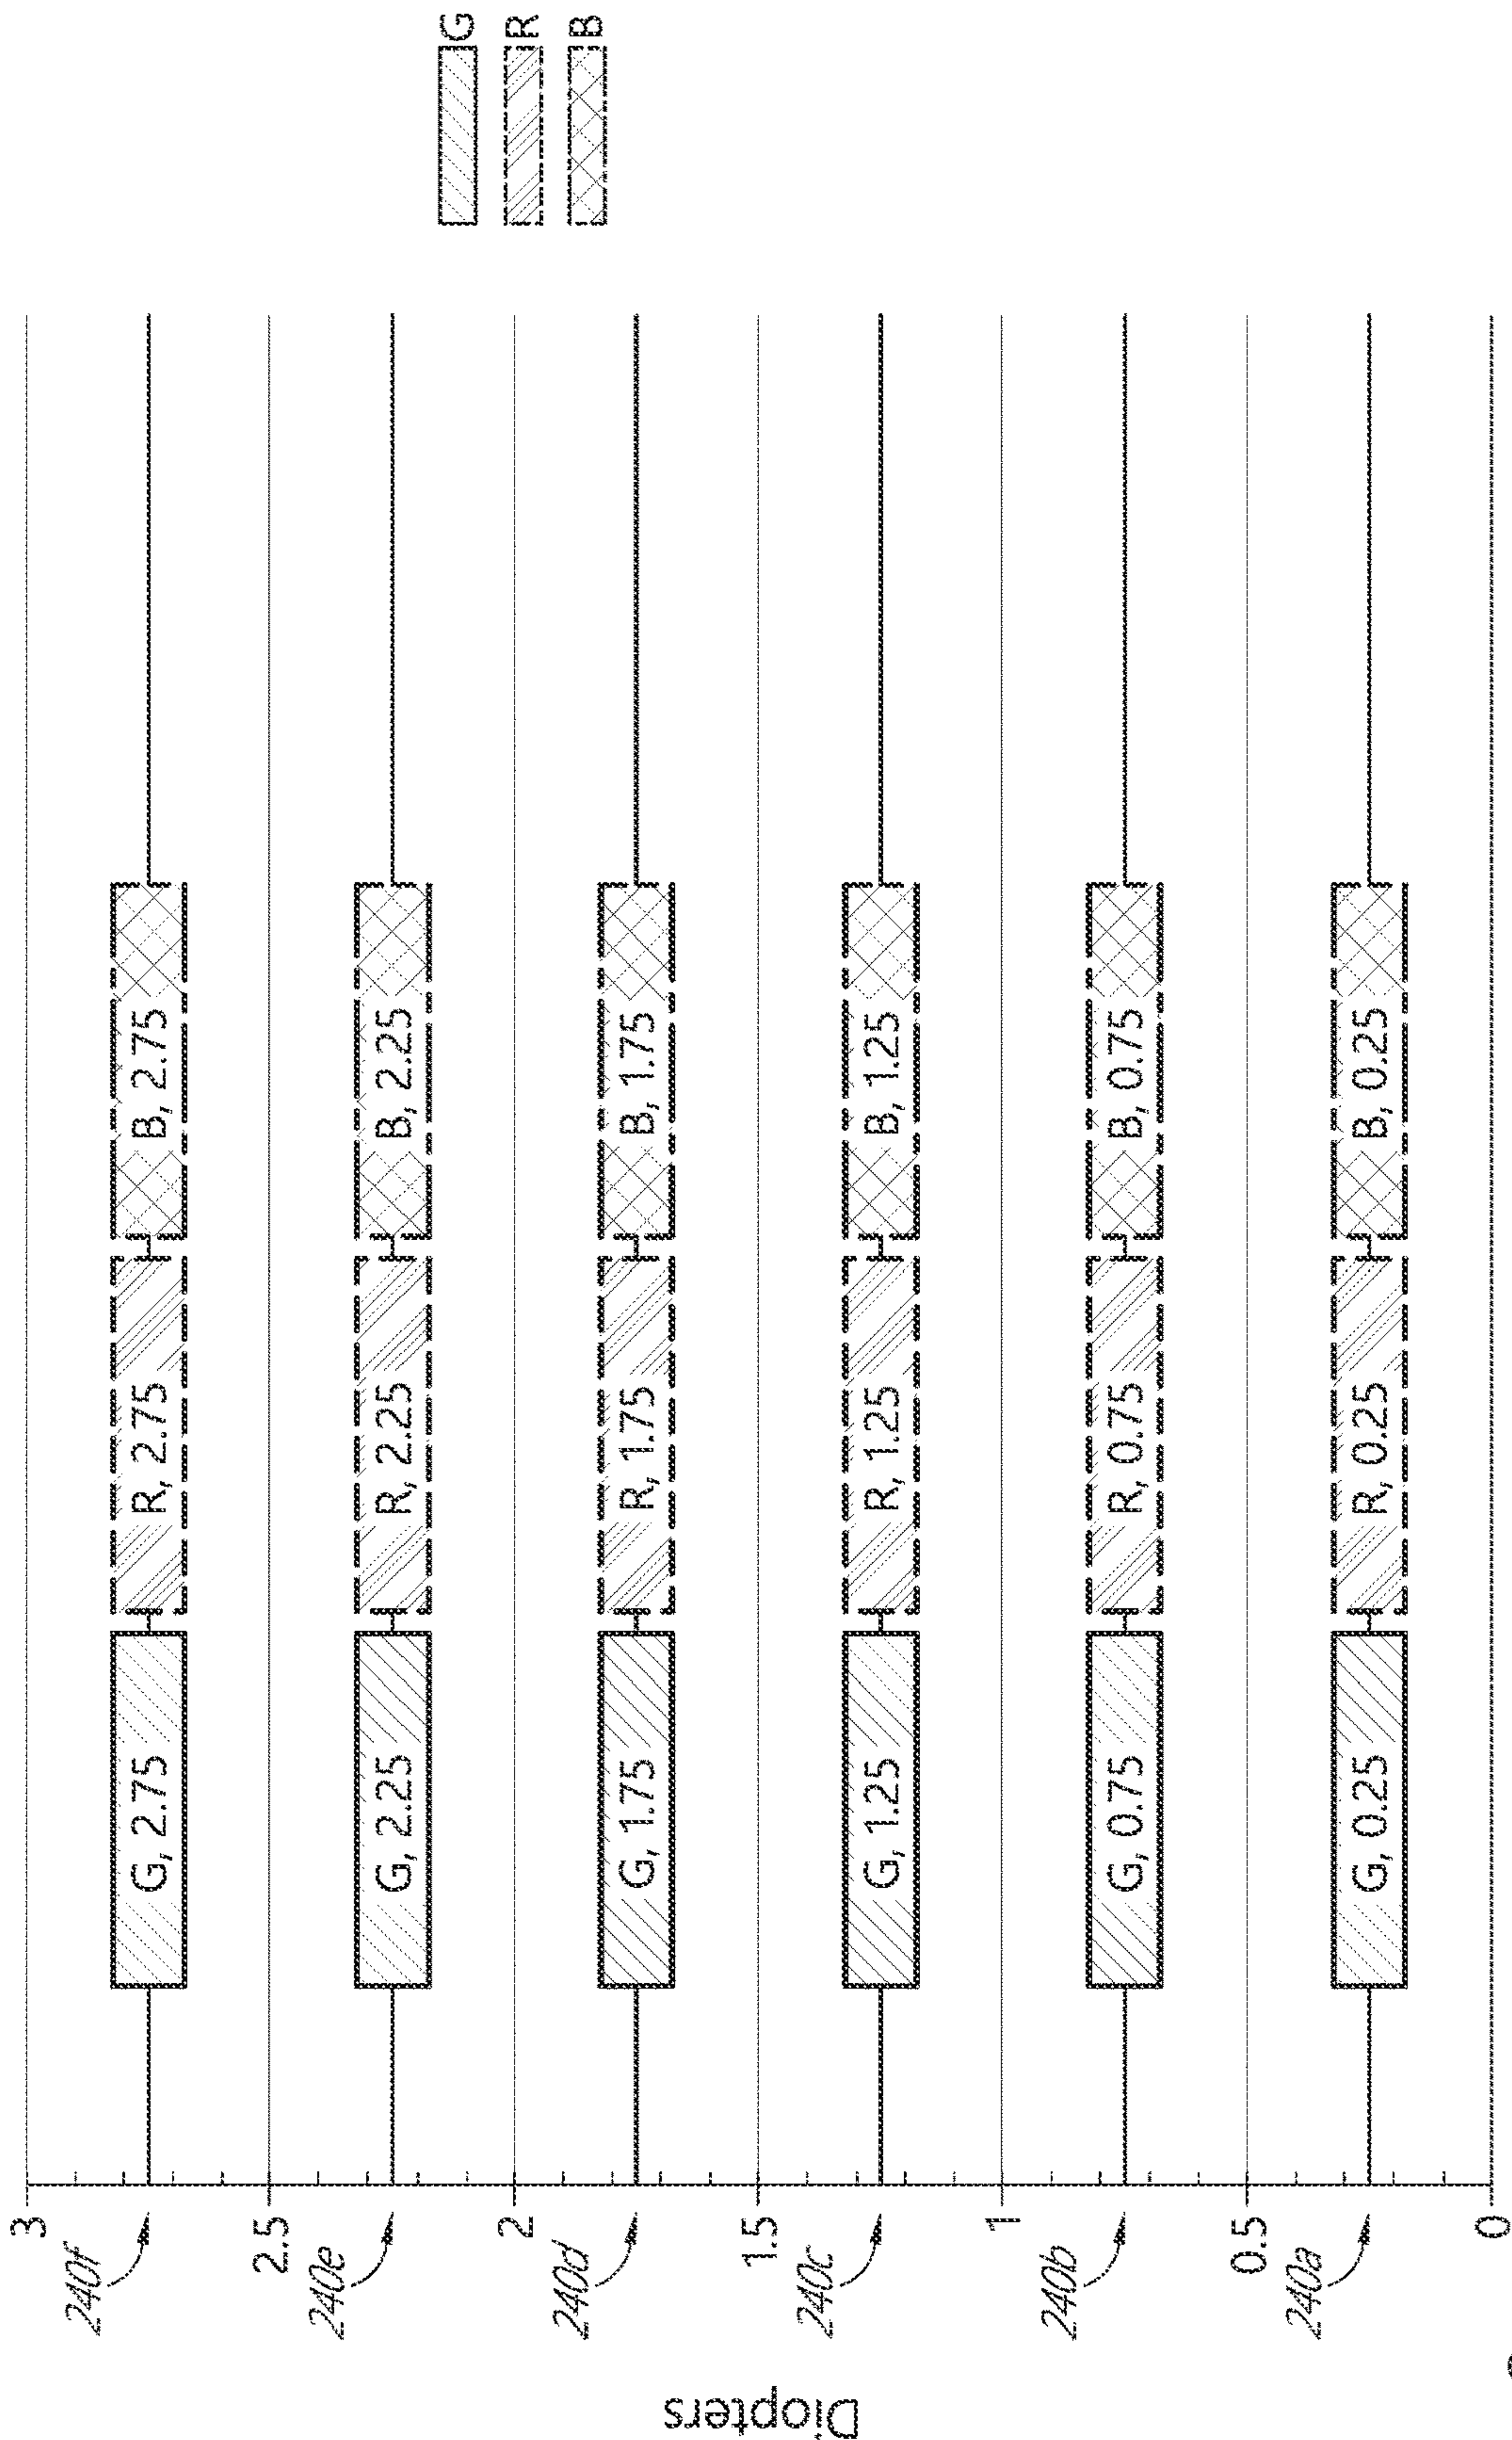 3
240f
G, 2.75 R, 2.75 B, 2.75
2.5
240e
G, 2.25 R, 2.25 B, 2.25
2
240d
G, 1.75 R, 1.75 B, 1.75
1.5
240c
G, 1.25 R, 1.25 B, 1.25
1
240b
G, 0.75 R, 0.75 B, 0.75
0.5
240a
G, 0.25 R, 0.25 B, 0.25
0
Diopters
G
R
B